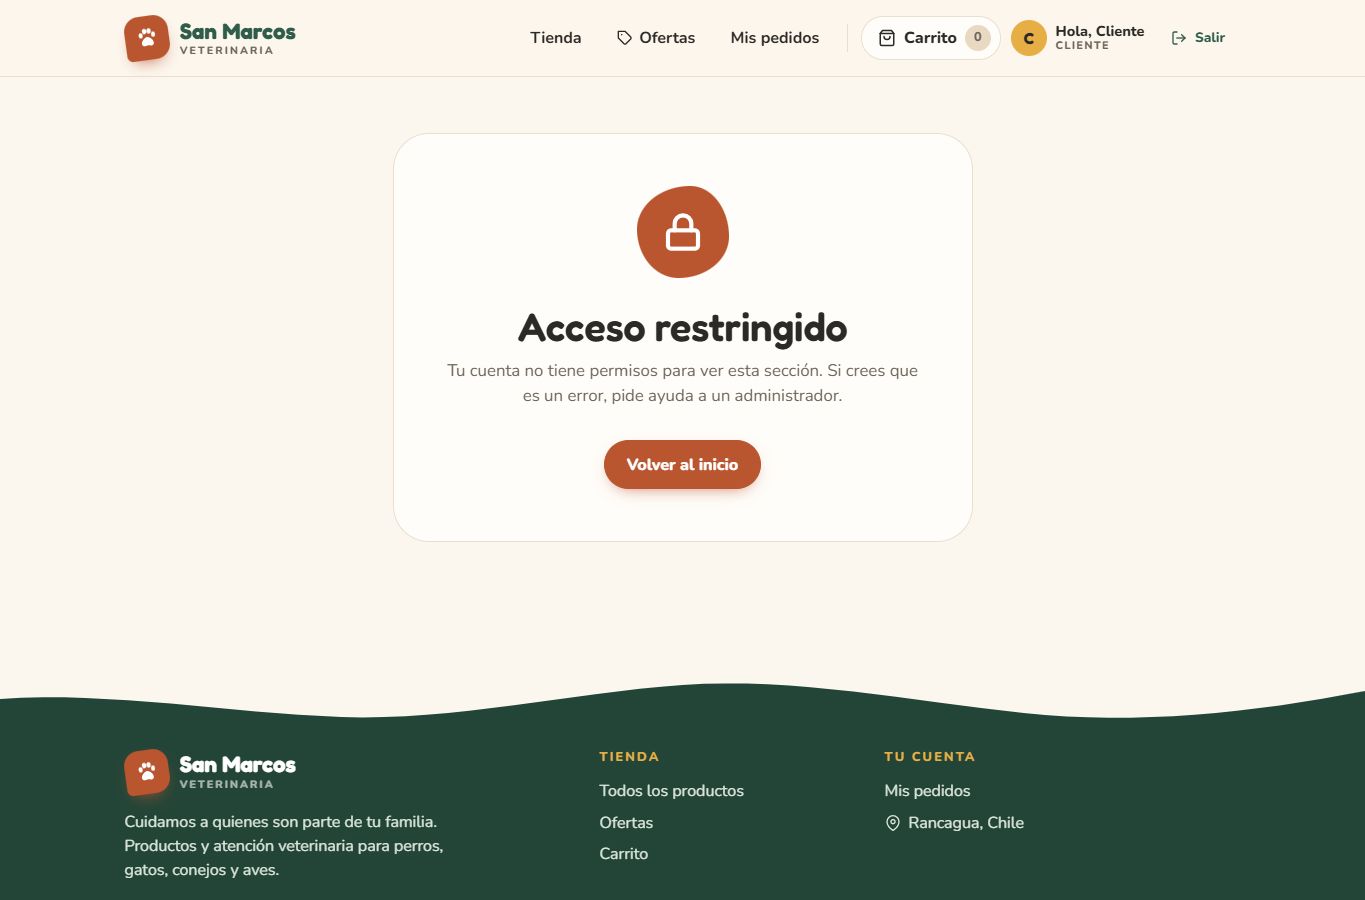 San Marcos
VETERINARIA
Tienda
Ofertas
Mis pedidos
Carrito 0
C
Hola, Cliente
CLIENTE
Salir
Acceso restringido
Tu cuenta no tiene permisos para ver esta sección. Si crees que
es un error, pide ayuda a un administrador.
Volver al inicio
San Marcos
VETERINARIA
Cuidamos a quienes son parte de tu familia.
Productos y atención veterinaria para perros,
gatos, conejos y aves.
TIENDA
Todos los productos
Ofertas
Carrito
TU CUENTA
Mis pedidos
Rancagua, Chile